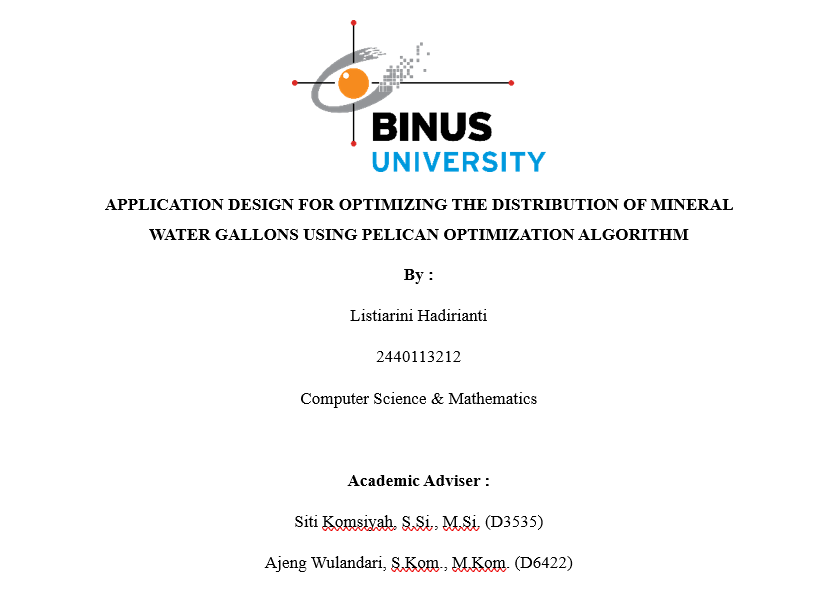 BINUS
UNIVERSITY
APPLICATION DESIGN FOR OPTIMIZING THE DISTRIBUTION OF MINERAL
WATER GALLONS USING PELICAN OPTIMIZATION ALGORITHM
By :
Listiarini Hadirianti
2440113212
Computer Science & Mathematics
Academic Adviser :
Siti Komsiyah, S.Si., M.Si. (D3535)
Ajeng Wulandari, S.Kom., M.Kom. (D6422)